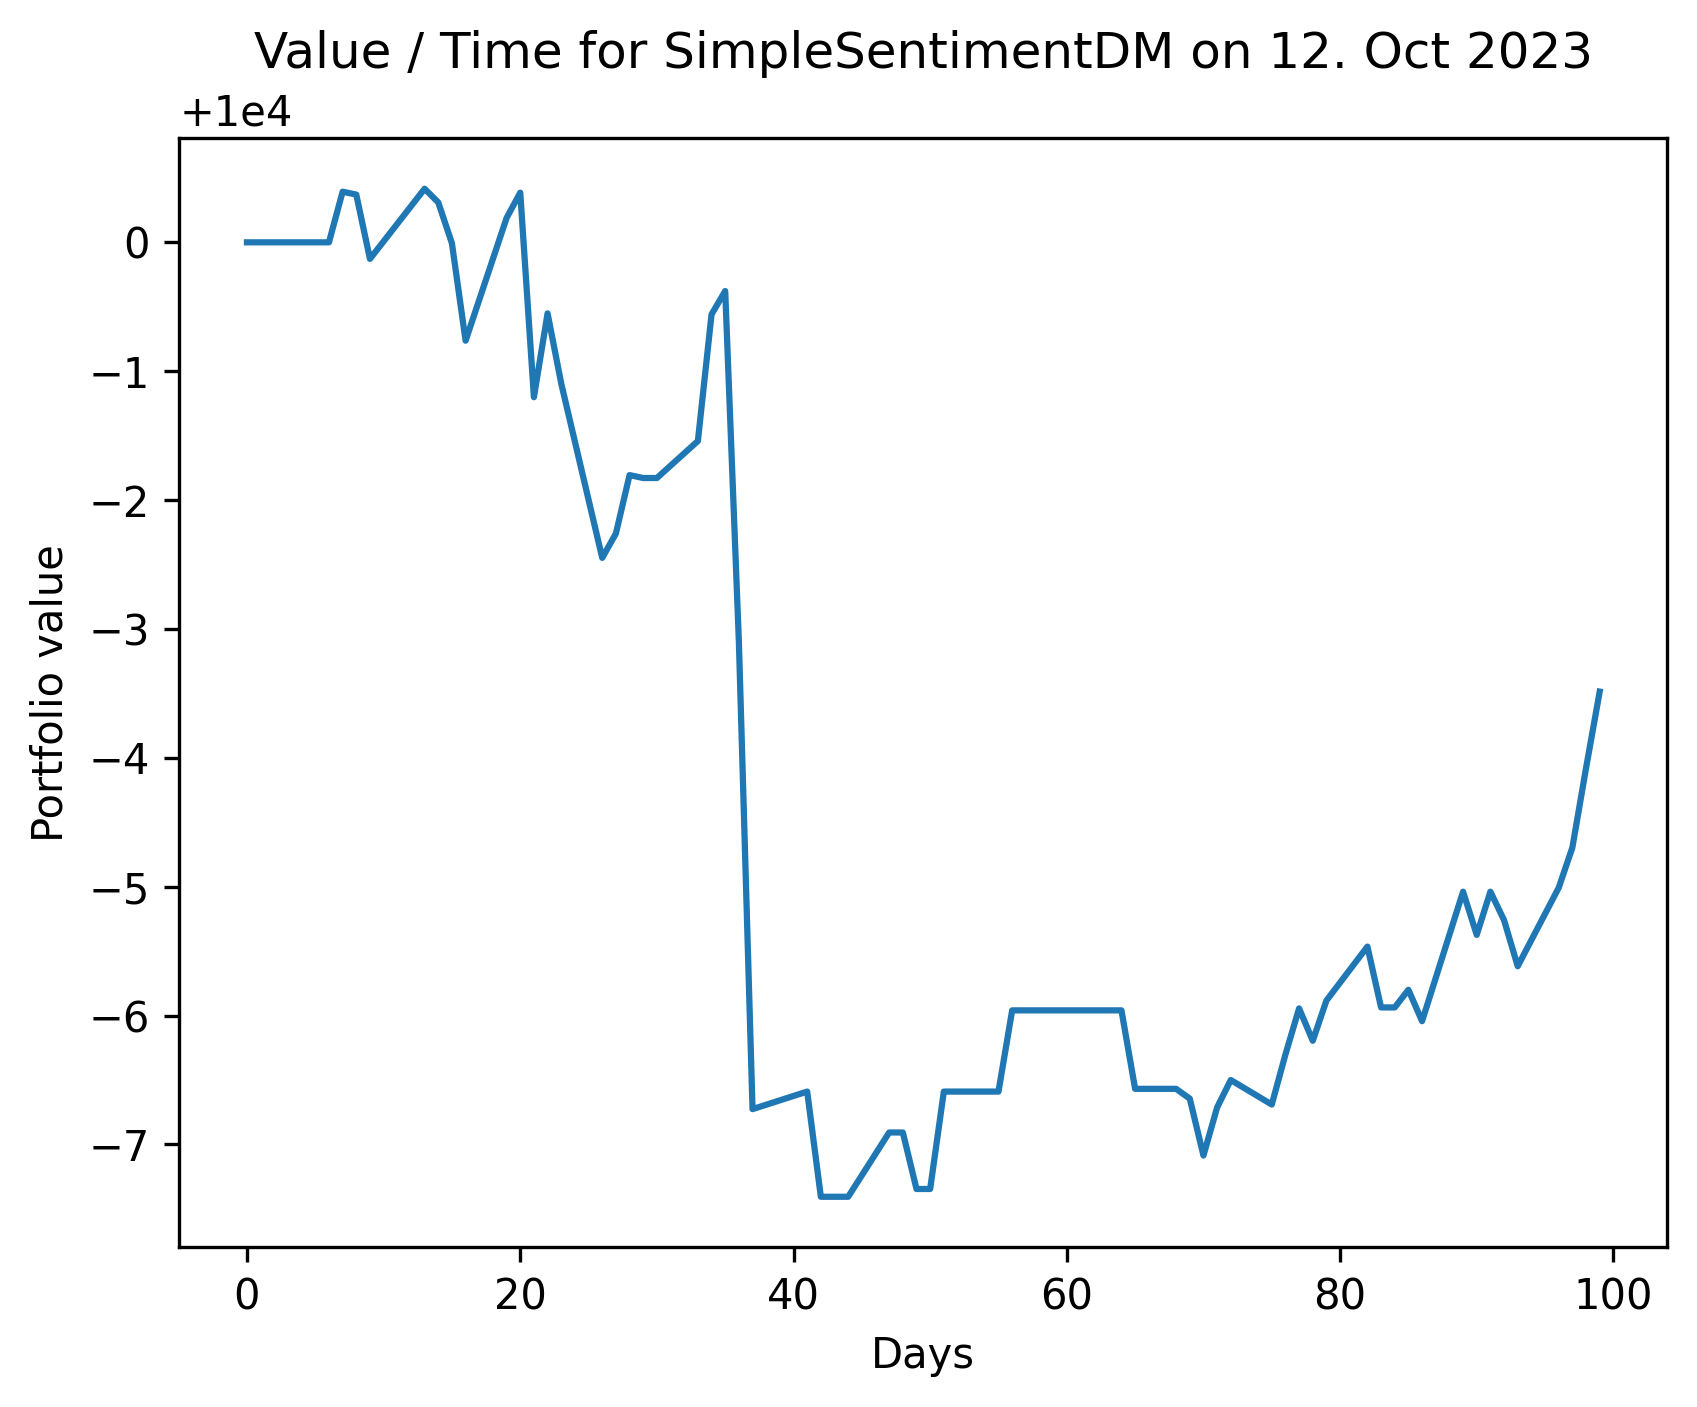 Value / Time for SimpleSentimentDM on 12. Oct 2023
+1e4
0
−1
−2
−3
−4
−5
−6
−7
Portfolio value
0 20 40 60 80 100
Days